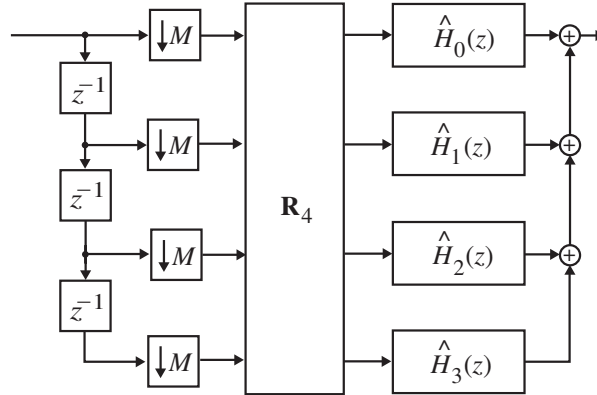 ↓M
Ĥ₀(z)
z⁻¹
↓M
Ĥ₁(z)
z⁻¹
R₄
↓M
Ĥ₂(z)
z⁻¹
↓M
Ĥ₃(z)